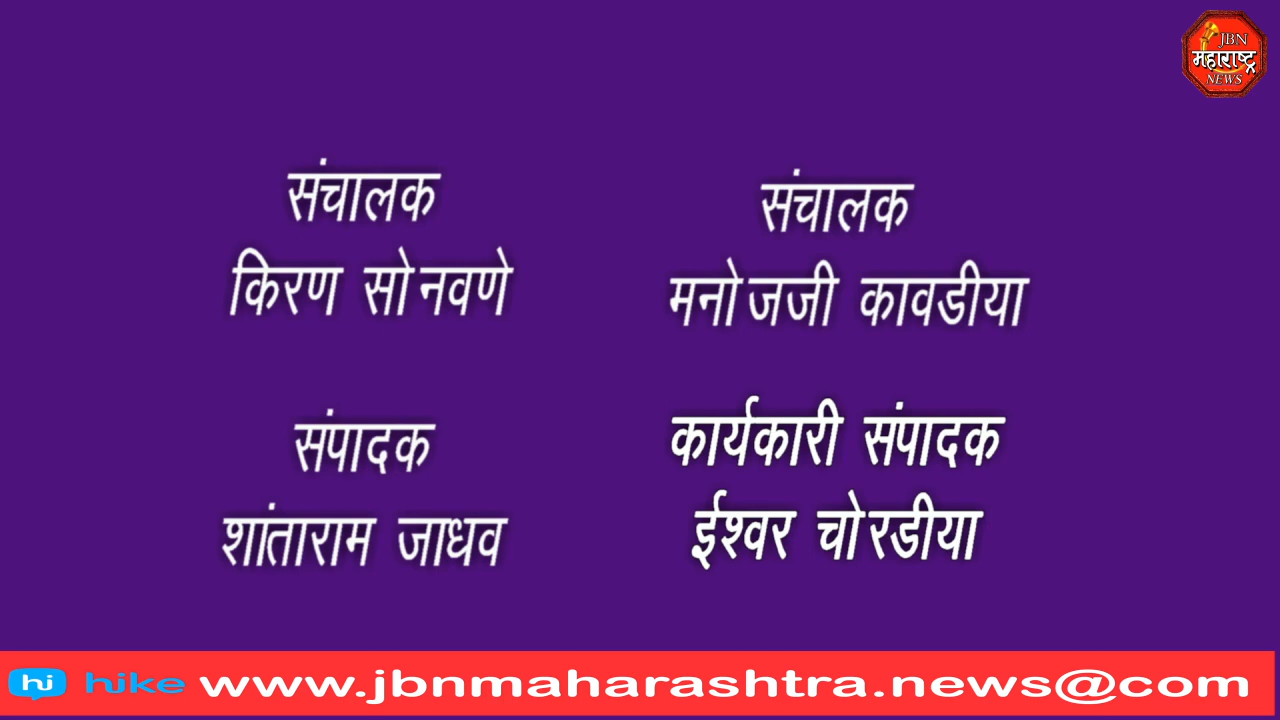 JBN
महाराष्ट्र
NEWS
संचालक
किरण सोनवणे
संचालक
मनोजजी कावडीया
संपादक
शांताराम जाधव
कार्यकारी संपादक
ईश्वर चोरडीया
hi hike www.jbnmaharashtra.news@com